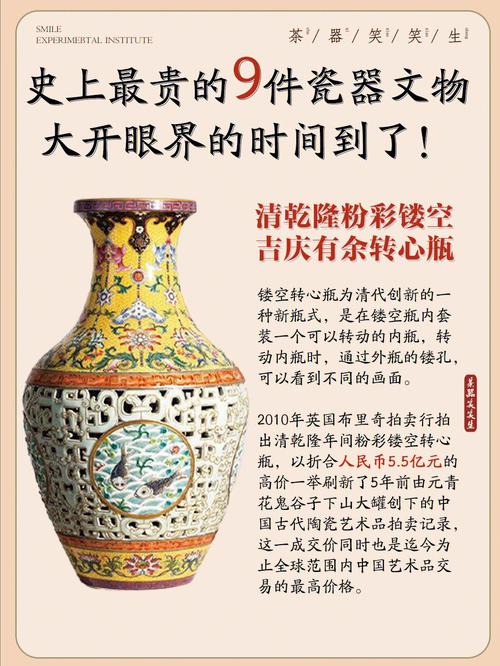 SMILE
EXPERIMEBTAL INSTITUTE
茶/器/笑/笑/生
史上最贵的9件瓷器文物
大开眼界的时间到了！
清乾隆粉彩镂空
吉庆有余转心瓶
镂空转心瓶为清代创新的一
种新瓶式，是在镂空瓶内套
装一个可以转动的内瓶，转
动内瓶时，通过外瓶的镂孔，
可以看到不同的画面。
茶器笑笑生
2010年英国布里奇拍卖行拍
出清乾隆年间粉彩镂空转心
瓶，以折合人民币5.5亿元的
高价一举刷新了5年前由元青
花鬼谷子下山大罐创下的中
国古代陶瓷艺术品拍卖记录，
这一成交价同时也是迄今为
止全球范围内中国艺术品交
易的最高价格。